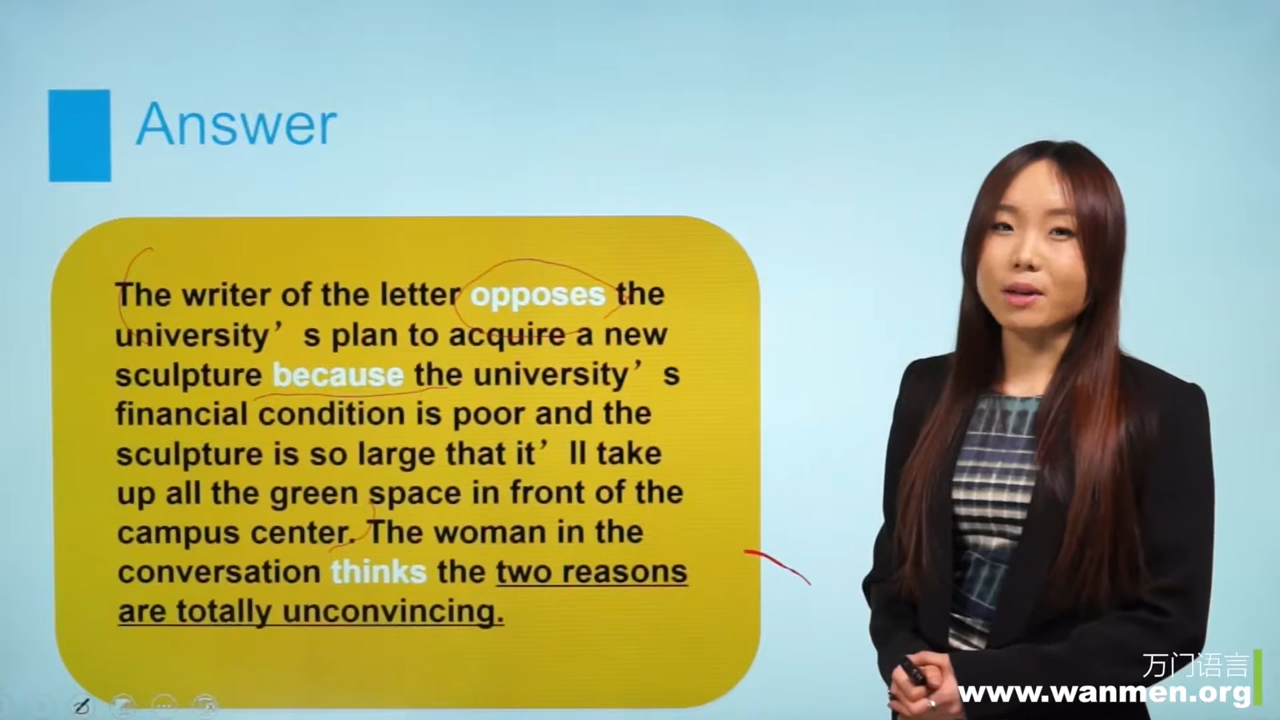 Answer
The writer of the letter opposes the
university’s plan to acquire a new
sculpture because the university’s
financial condition is poor and the
sculpture is so large that it’ll take
up all the green space in front of the
campus center. The woman in the
conversation thinks the two reasons
are totally unconvincing.
万门语言
www.wanmen.org